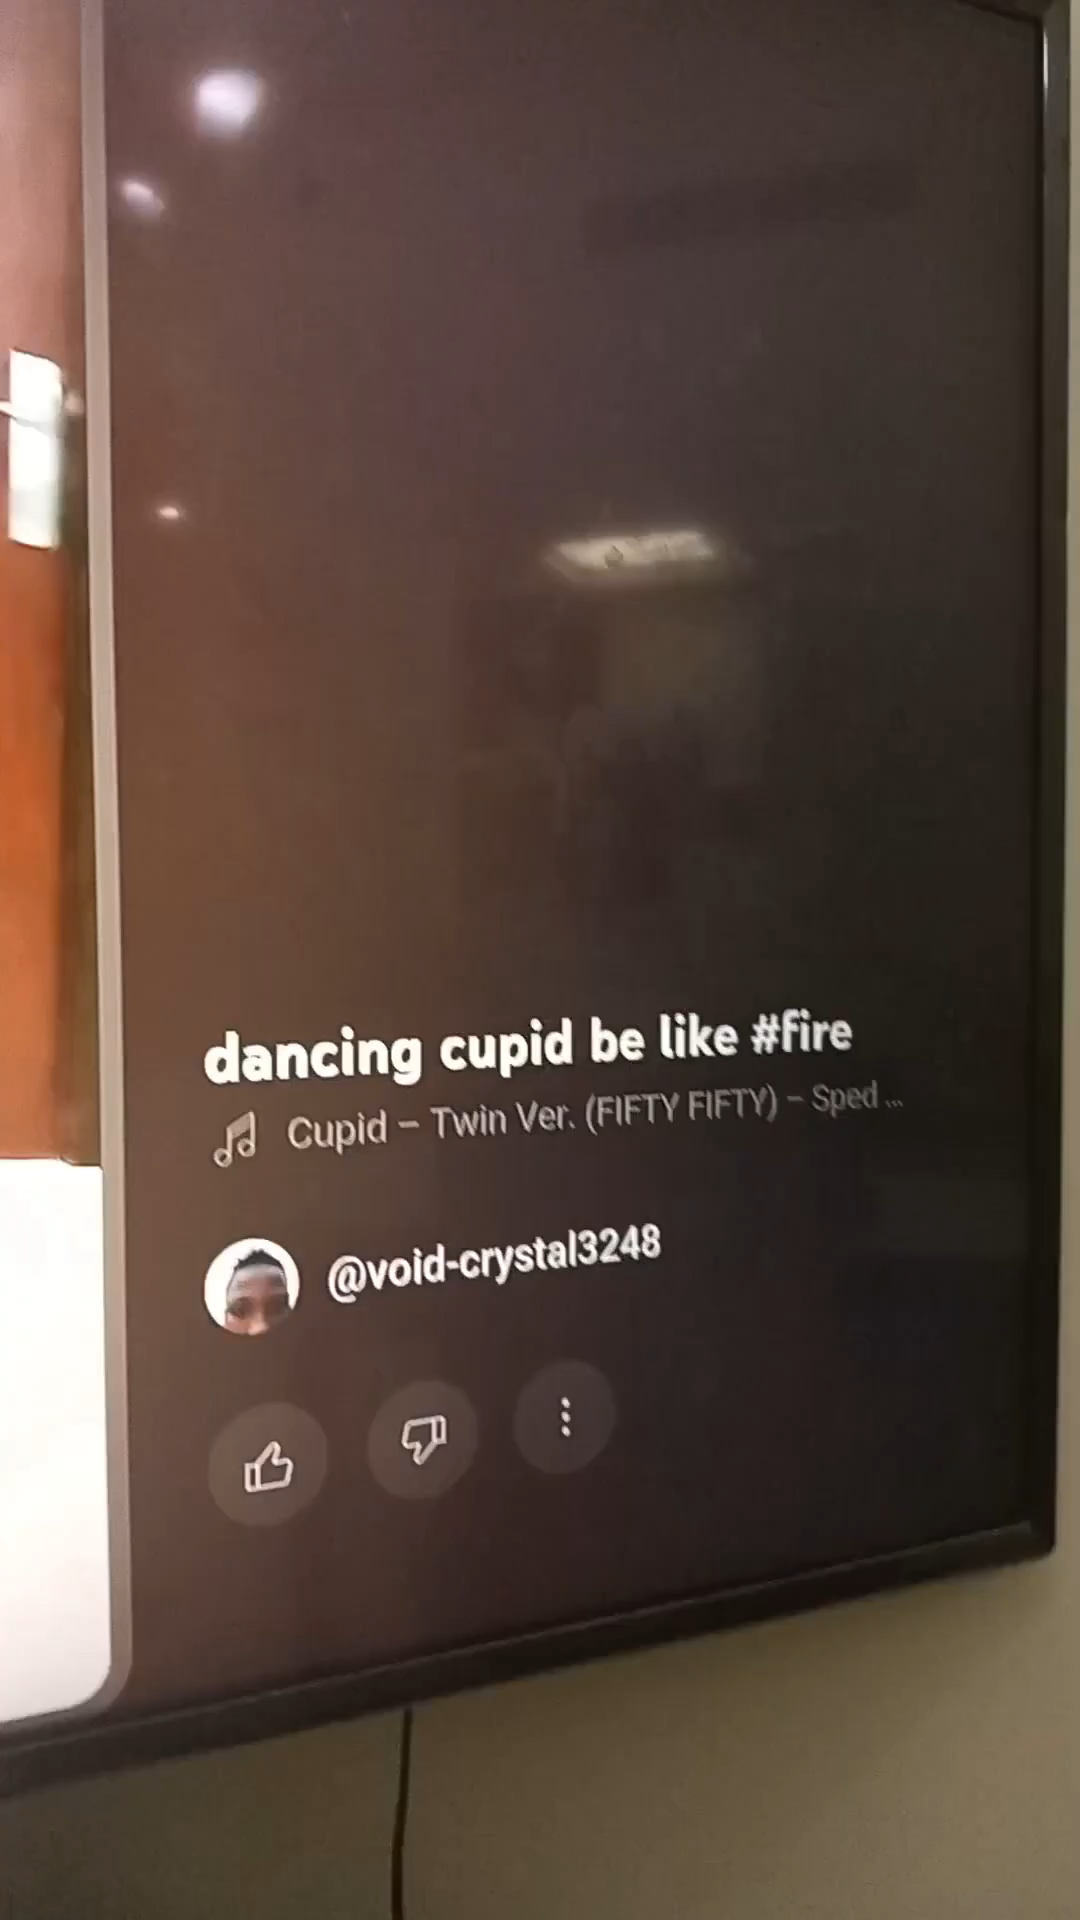 dancing cupid be like #fire
Cupid – Twin Ver. (FIFTY FIFTY) – Sped ...
@void-crystal3248